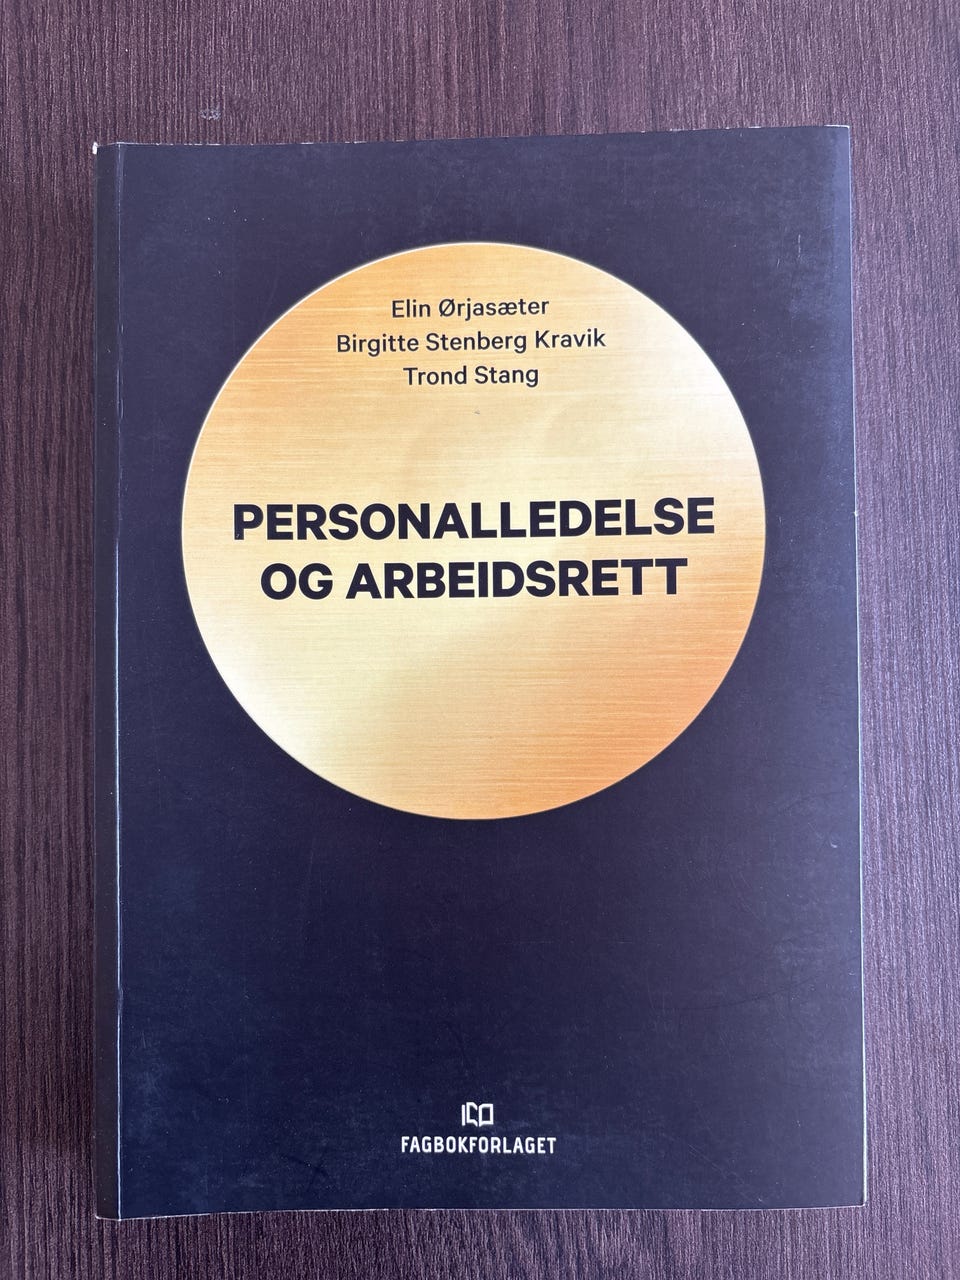 Elin Ørjasæter
Birgitte Stenberg Kravik
Trond Stang
PERSONALLEDELSE
OG ARBEIDSRETT
FAGBOKFORLAGET